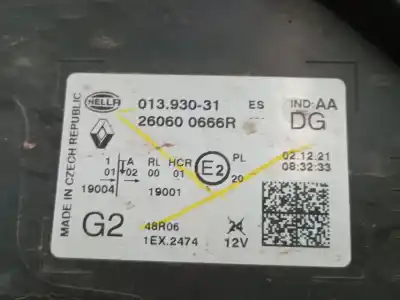 HELLA 013.930-31 ES IND:AA
26060 0666R DG
MADE IN CZECH REPUBLIC
1 A RL HCR E2 PL 02.12.21
01 02 00 01 08:32:33
19004 19001 20
G2 48R06 24
1EX.2474 12V